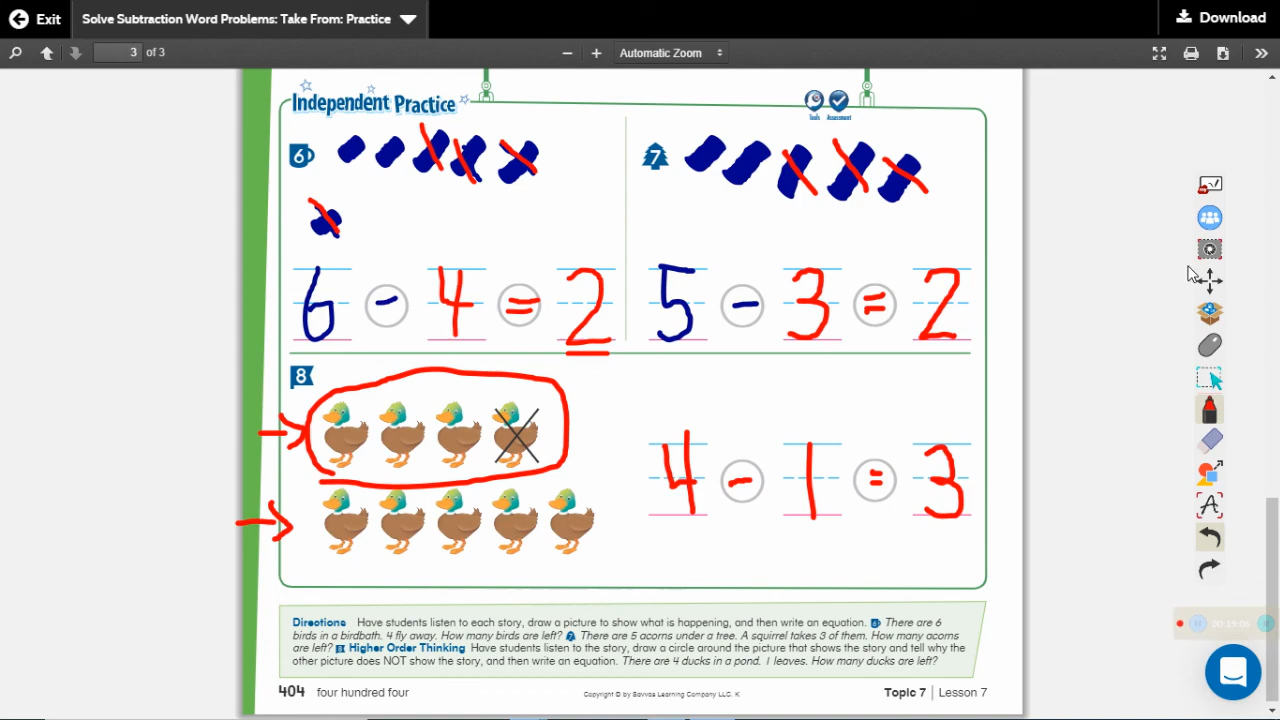 Exit
Solve Subtraction Word Problems: Take From: Practice
Download
3 of 3
Automatic Zoom
Independent Practice
Tools
Assessment
6
7
6 - 4 = 2
5 - 3 = 2
8
4 - 1 = 3
Directions Have students listen to each story, draw a picture to show what is happening, and then write an equation. 6 There are 6
birds in a birdbath. 4 fly away. How many birds are left? 7 There are 5 acorns under a tree. A squirrel takes 3 of them. How many acorns
are left? 8 Higher Order Thinking Have students listen to the story, draw a circle around the picture that shows the story and tell why the
other picture does NOT show the story, and then write an equation. There are 4 ducks in a pond. 1 leaves. How many ducks are left?
404 four hundred four
Copyright © by Savvas Learning Company LLC. K
Topic 7 | Lesson 7
20:19:06